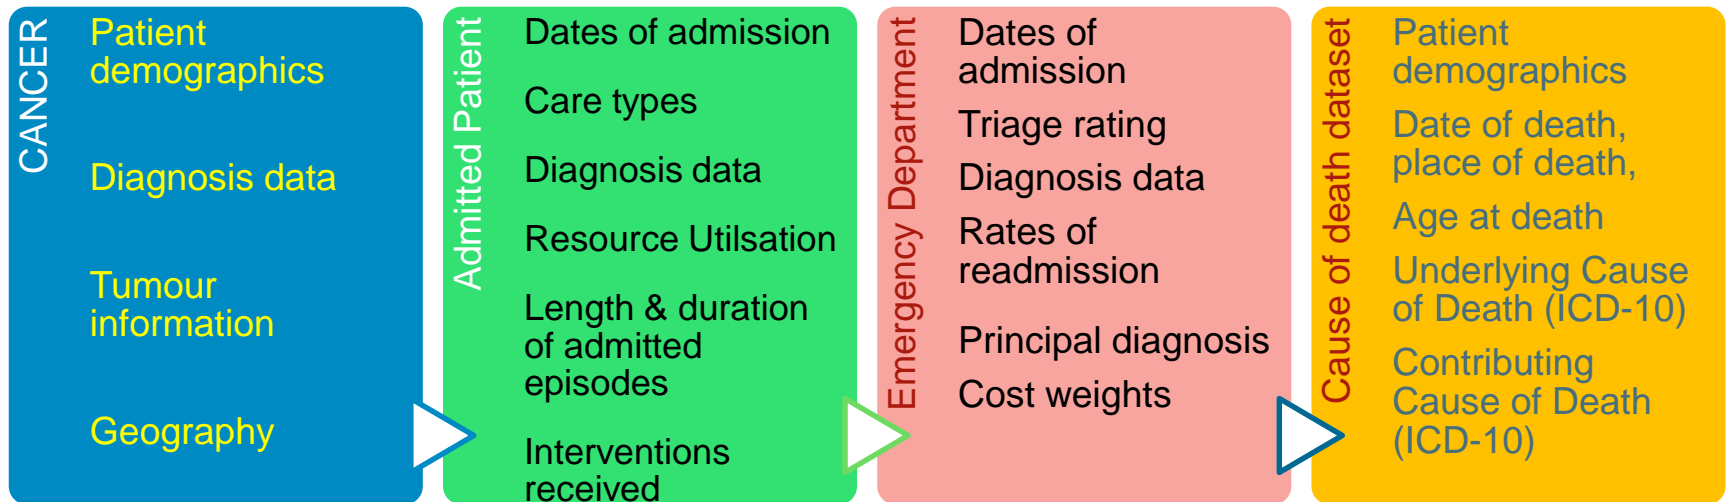 CANCER
Patient
demographics
Diagnosis data
Tumour
information
Geography
Admitted Patient
Dates of admission
Care types
Diagnosis data
Resource Utilsation
Length & duration
of admitted
episodes
Interventions
received
Emergency Department
Dates of
admission
Triage rating
Diagnosis data
Rates of
readmission
Principal diagnosis
Cost weights
Cause of death dataset
Patient
demographics
Date of death,
place of death,
Age at death
Underlying Cause
of Death (ICD-10)
Contributing
Cause of Death
(ICD-10)